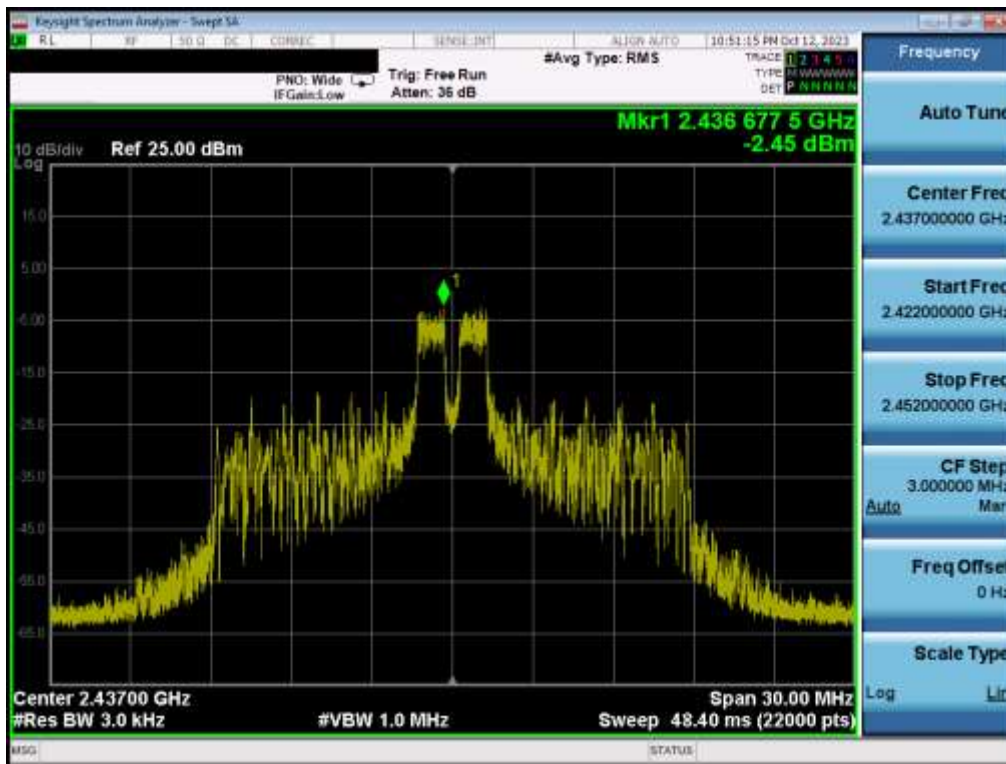 Keysight Spectrum Analyzer - Swept SA
RL RF 50 Ω DC CORREC SENSE:INT ALIGN AUTO 10:51:15 PM Oct 12, 2023
PNO: Wide Trig: Free Run #Avg Type: RMS TRACE 1 2 3 4 5 6
IFGain:Low Atten: 36 dB TYPE M WWWWW
DET P N N N N N
Mkr1 2.436 677 5 GHz
-2.45 dBm
10 dB/div Ref 25.00 dBm
Log
15.0
5.00
-5.00
-15.0
-25.0
-35.0
-45.0
-55.0
-65.0
1
Center 2.43700 GHz Span 30.00 MHz
#Res BW 3.0 kHz #VBW 1.0 MHz Sweep 48.40 ms (22000 pts)
MSG STATUS
Frequency
Auto Tune
Center Freq
2.437000000 GHz
Start Freq
2.422000000 GHz
Stop Freq
2.452000000 GHz
CF Step
3.000000 MHz
Auto Man
Freq Offset
0 Hz
Scale Type
Log Lin